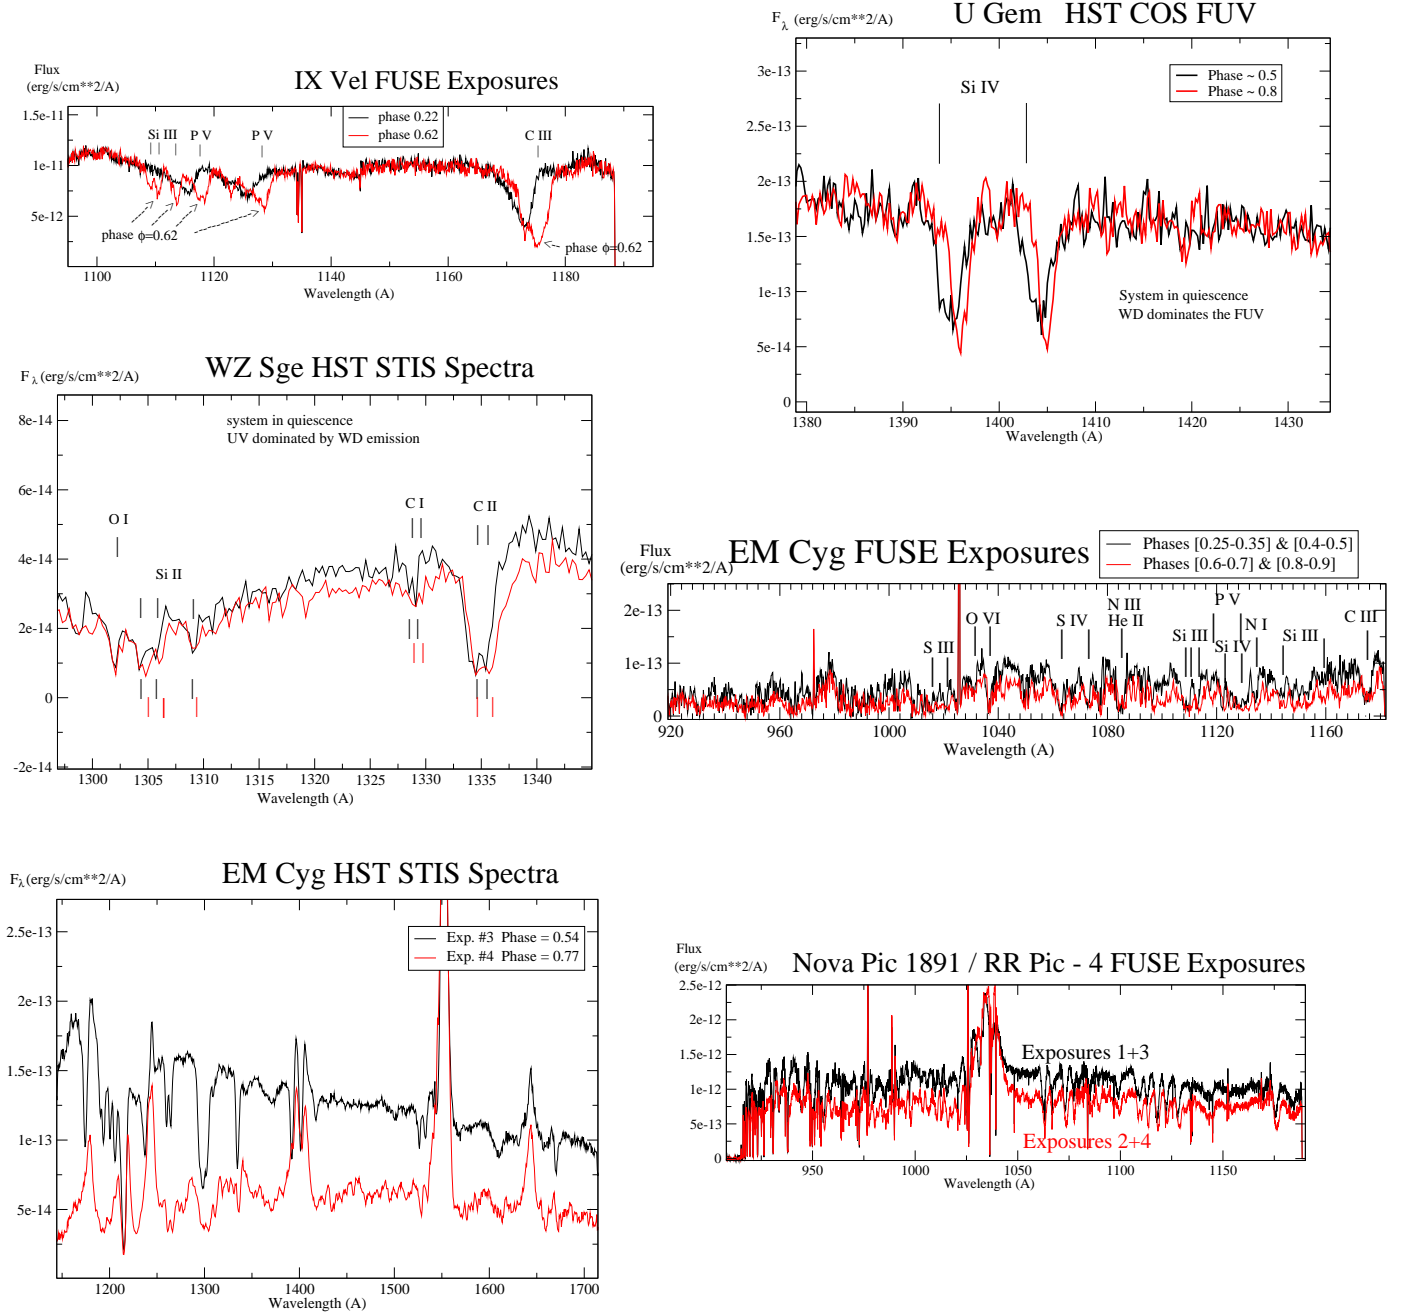 IX Vel FUSE Exposures
Flux
(erg/s/cm**2/A)
phase 0.22
phase 0.62
Si III P V P V C III
1.5e-11
1e-11
5e-12
phase ϕ=0.62
phase ϕ=0.62
1100 1120 1140 1160 1180
Wavelength (A)
U Gem HST COS FUV
F λ (erg/s/cm**2/A)
Phase ~ 0.5
Phase ~ 0.8
Si IV
3e-13
2.5e-13
2e-13
1.5e-13
1e-13
5e-14
0
System in quiescence
WD dominates the FUV
1380 1390 1400 1410 1420 1430
Wavelength (A)
WZ Sge HST STIS Spectra
F λ (erg/s/cm**2/A)
system in quiescence
UV dominated by WD emission
8e-14
6e-14
4e-14
2e-14
0
-2e-14
O I
Si II
C I
C II
1300 1305 1310 1315 1320 1325 1330 1335 1340
Wavelength (A)
EM Cyg FUSE Exposures
Flux
(erg/s/cm**2/A)
Phases [0.25-0.35] & [0.4-0.5]
Phases [0.6-0.7] & [0.8-0.9]
2e-13
1e-13
0
S III
O VI
S IV
N III
He II
Si III
P V
Si IV
N I
Si III
C III
920 960 1000 1040 1080 1120 1160
Wavelength (A)
EM Cyg HST STIS Spectra
F λ (erg/s/cm**2/A)
Exp. #3 Phase = 0.54
Exp. #4 Phase = 0.77
2.5e-13
2e-13
1.5e-13
1e-13
5e-14
1200 1300 1400 1500 1600 1700
Wavelength (A)
Nova Pic 1891 / RR Pic - 4 FUSE Exposures
Flux
(erg/s/cm**2/A)
2.5e-12
2e-12
1.5e-12
1e-12
5e-13
0
Exposures 1+3
Exposures 2+4
950 1000 1050 1100 1150
Wavelength (A)